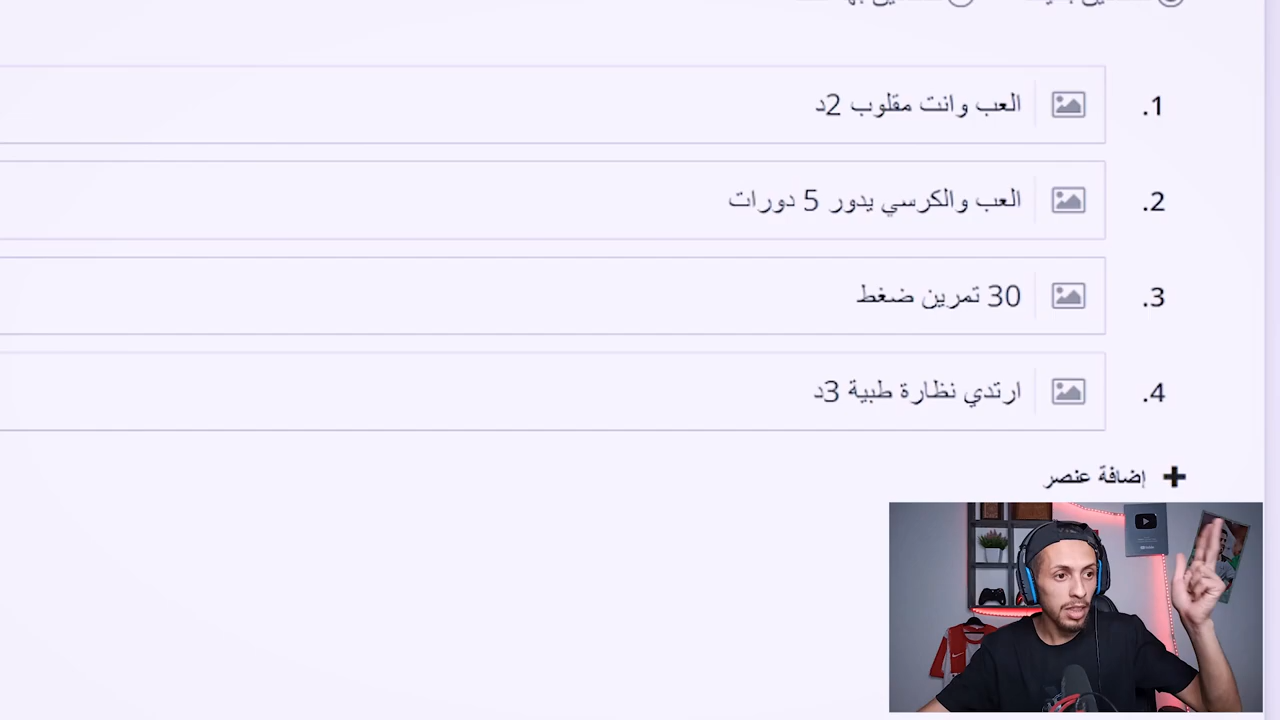 1. العب وانت مقلوب 2د
2. العب والكرسي يدور 5 دورات
3. 30 تمرين ضغط
4. ارتدي نظارة طبية 3د
إضافة عنصر